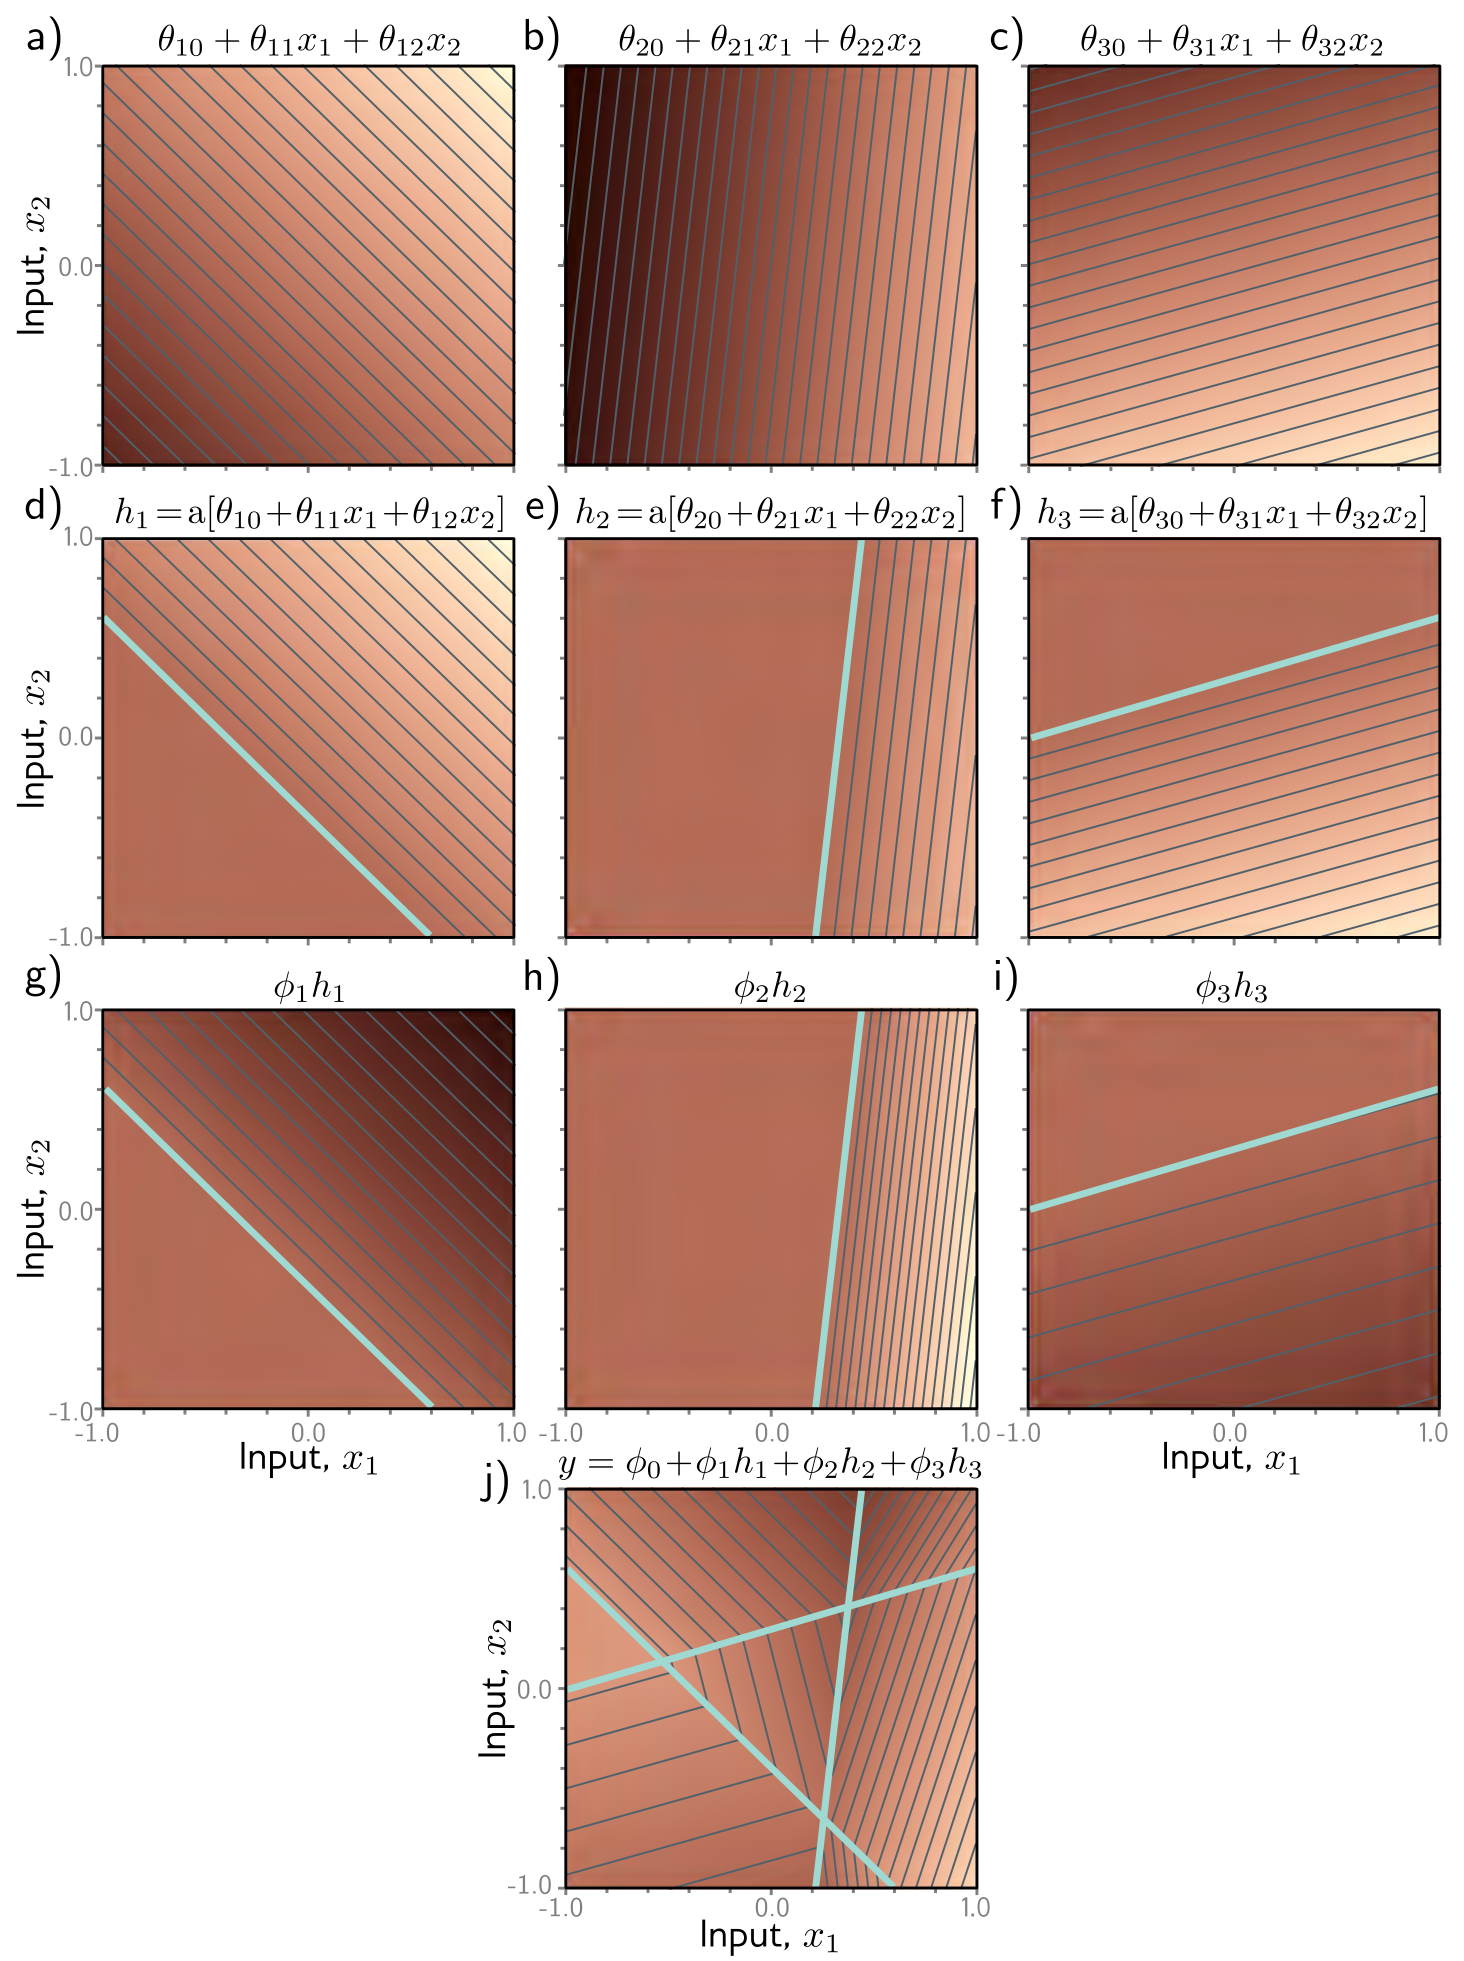 a) θ₁₀ + θ₁₁x₁ + θ₁₂x₂ b) θ₂₀ + θ₂₁x₁ + θ₂₂x₂ c) θ₃₀ + θ₃₁x₁ + θ₃₂x₂
1.0
Input, x₂
0.0
-1.0
d) h₁=a[θ₁₀+θ₁₁x₁+θ₁₂x₂] e) h₂=a[θ₂₀+θ₂₁x₁+θ₂₂x₂] f) h₃=a[θ₃₀+θ₃₁x₁+θ₃₂x₂]
1.0
Input, x₂
0.0
-1.0
g) ϕ₁h₁ h) ϕ₂h₂ i) ϕ₃h₃
1.0
Input, x₂
0.0
-1.0
-1.0 0.0 1.0 -1.0 0.0 1.0 -1.0 0.0 1.0
Input, x₁ Input, x₁
j) y = ϕ₀+ϕ₁h₁+ϕ₂h₂+ϕ₃h₃
1.0
Input, x₂
0.0
-1.0
-1.0 0.0 1.0
Input, x₁